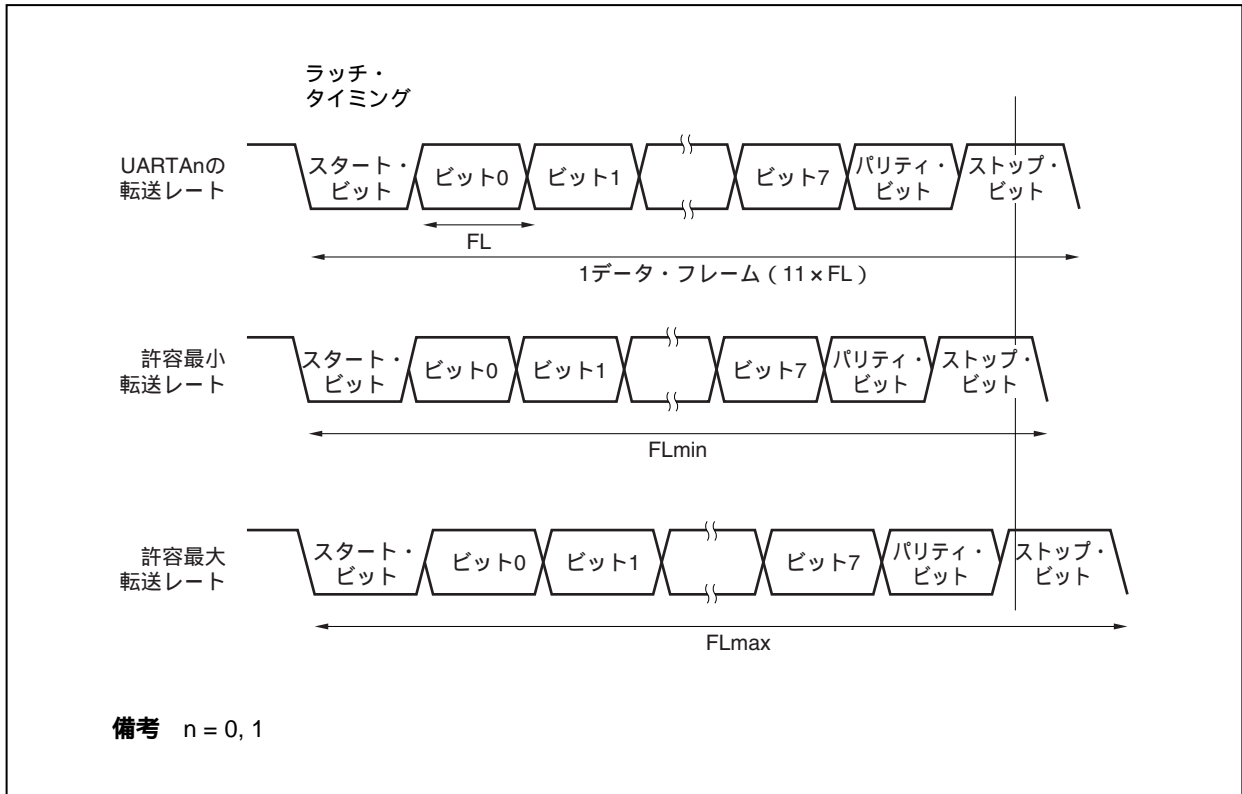 ラッチ・
タイミング
UARTAnの
転送レート
スタート・
ビット
ビット0
ビット1
ビット7
パリティ・
ビット
ストップ・
ビット
FL
1データ・フレーム（11×FL）
許容最小
転送レート
スタート・
ビット
ビット0
ビット1
ビット7
パリティ・
ビット
ストップ・
ビット
FLmin
許容最大
転送レート
スタート・
ビット
ビット0
ビット1
ビット7
パリティ・
ビット
ストップ・
ビット
FLmax
備考 n = 0, 1